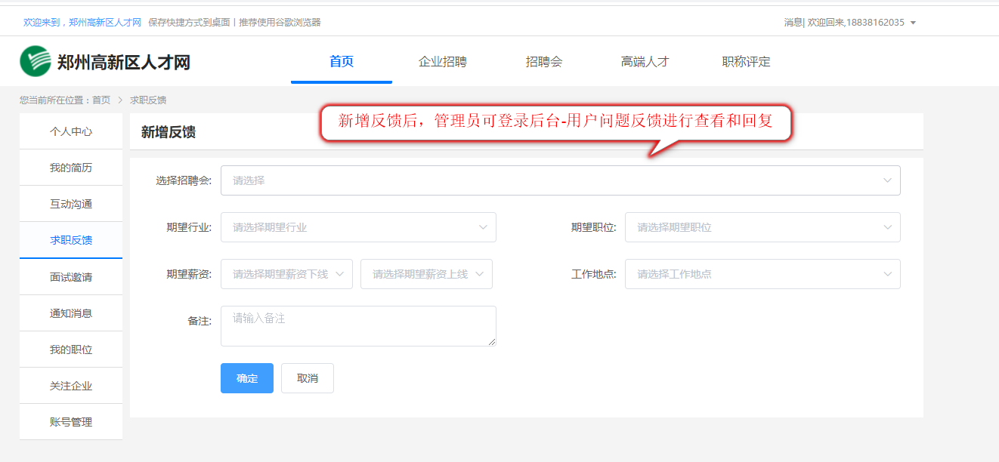 欢迎来到，郑州高新区人才网 保存快捷方式到桌面 | 推荐使用谷歌浏览器 消息| 欢迎回来,18838162035
郑州高新区人才网 首页 企业招聘 招聘会 高端人才 职称评定
您当前所在位置：首页 > 求职反馈
新增反馈后，管理员可登录后台-用户问题反馈进行查看和回复
个人中心
我的简历
互动沟通
求职反馈
面试邀请
通知消息
我的职位
关注企业
账号管理
新增反馈
选择招聘会: 请选择
期望行业: 请选择期望行业 期望职位: 请选择期望职位
期望薪资: 请选择期望薪资下线 请选择期望薪资上线 工作地点: 请选择工作地点
备注: 请输入备注
确定 取消